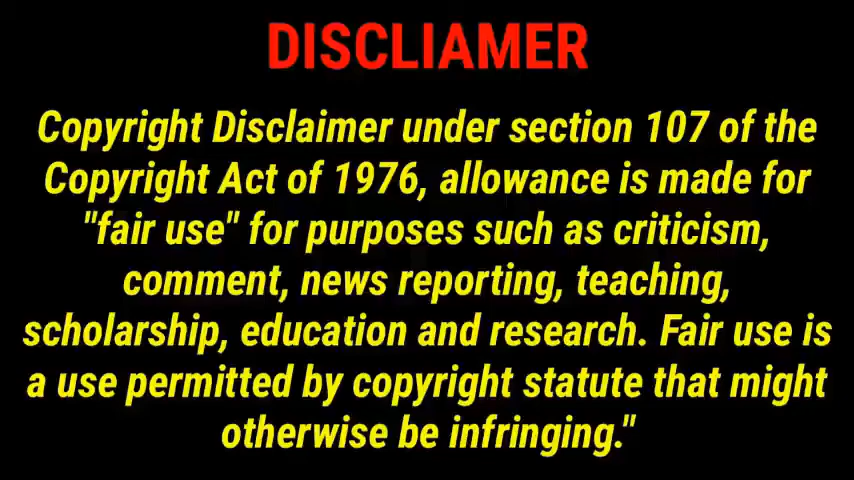 DISCLIAMER
Copyright Disclaimer under section 107 of the
Copyright Act of 1976, allowance is made for
"fair use" for purposes such as criticism,
comment, news reporting, teaching,
scholarship, education and research. Fair use is
a use permitted by copyright statute that might
otherwise be infringing."